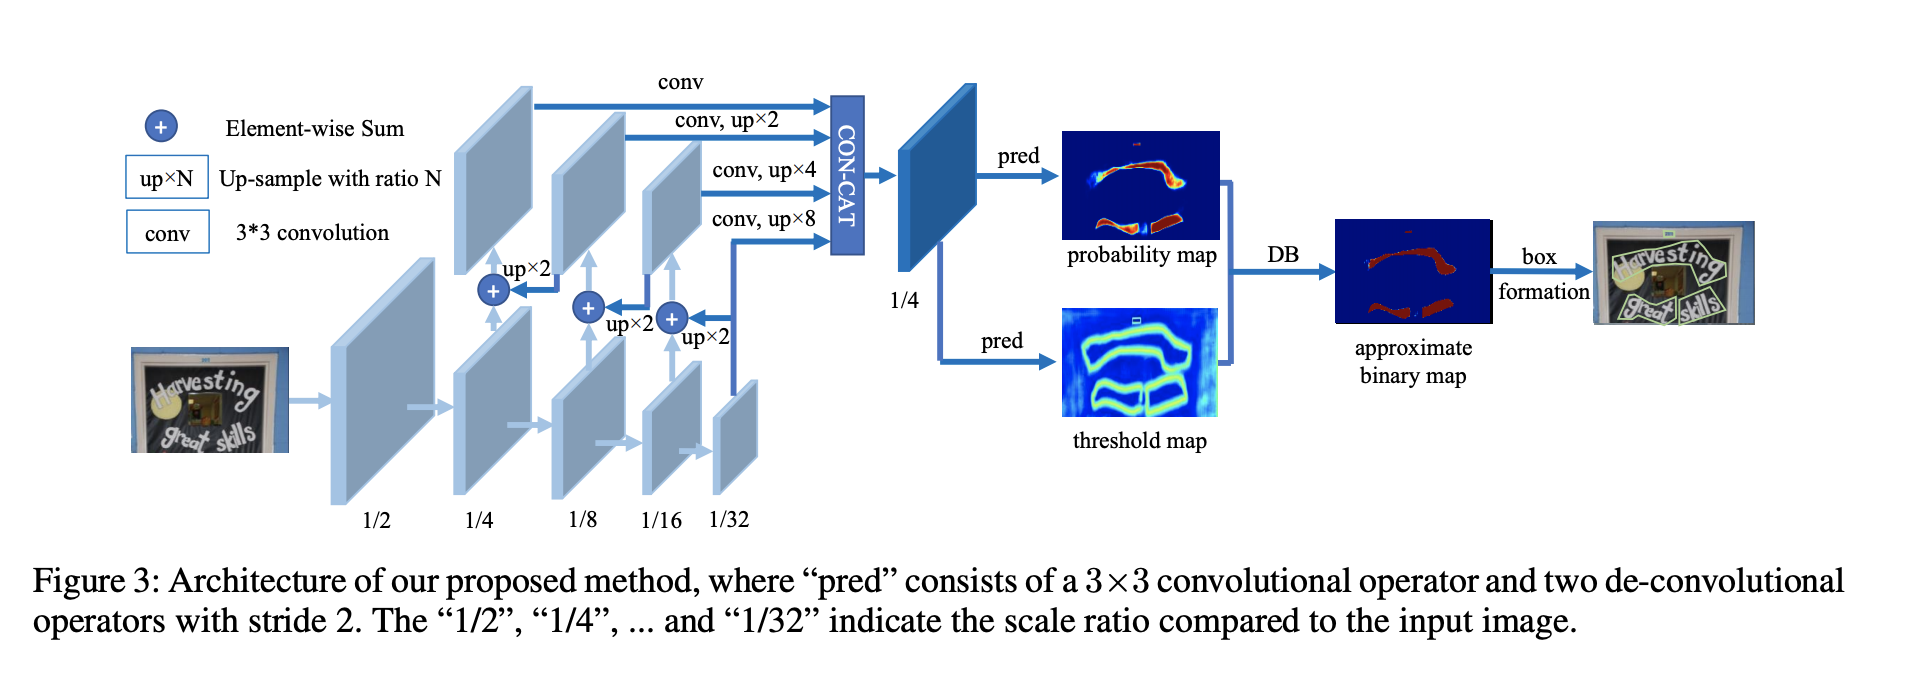 conv
conv, up×2
conv, up×4
conv, up×8
CON-CAT
+
Element-wise Sum
up×N
Up-sample with ratio N
conv
3*3 convolution
up×2
+
up×2
+
up×2
+
Harvesting
great skills
1/2
1/4
1/8
1/16
1/32
1/4
pred
probability map
pred
threshold map
DB
approximate
binary map
box
formation
Harvesting
great skills
Figure 3: Architecture of our proposed method, where “pred” consists of a 3×3 convolutional operator and two de-convolutional
operators with stride 2. The “1/2”, “1/4”, ... and “1/32” indicate the scale ratio compared to the input image.